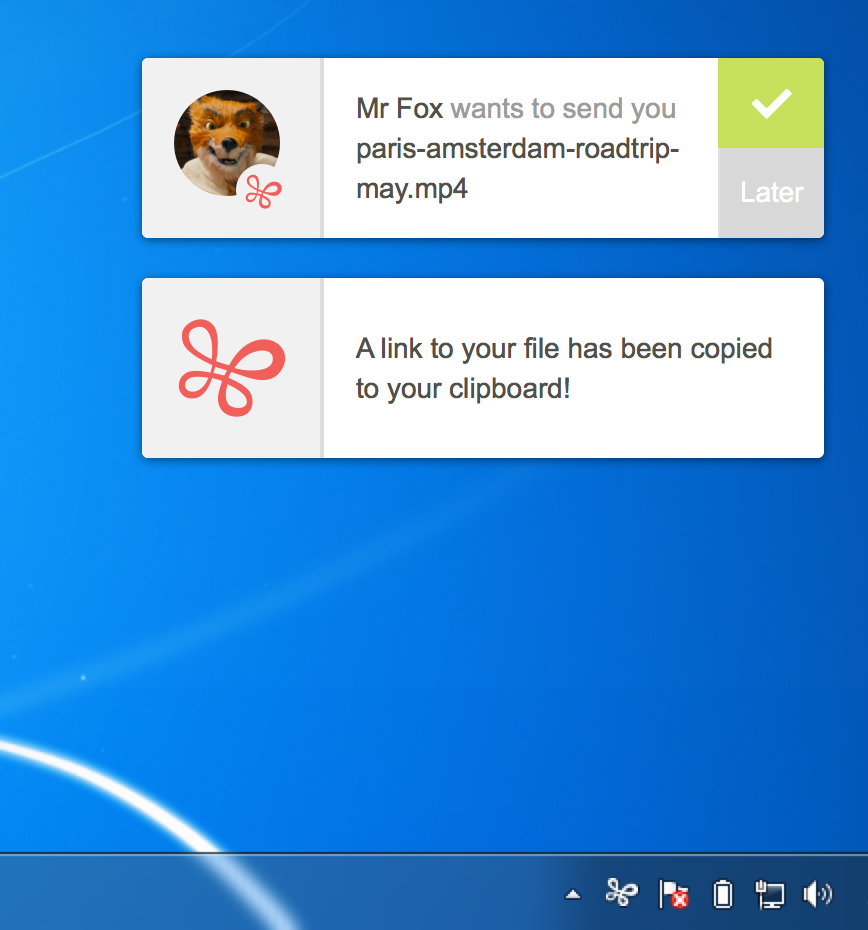 Mr Fox wants to send you
paris-amsterdam-roadtrip-
may.mp4
Later
A link to your file has been copied
to your clipboard!